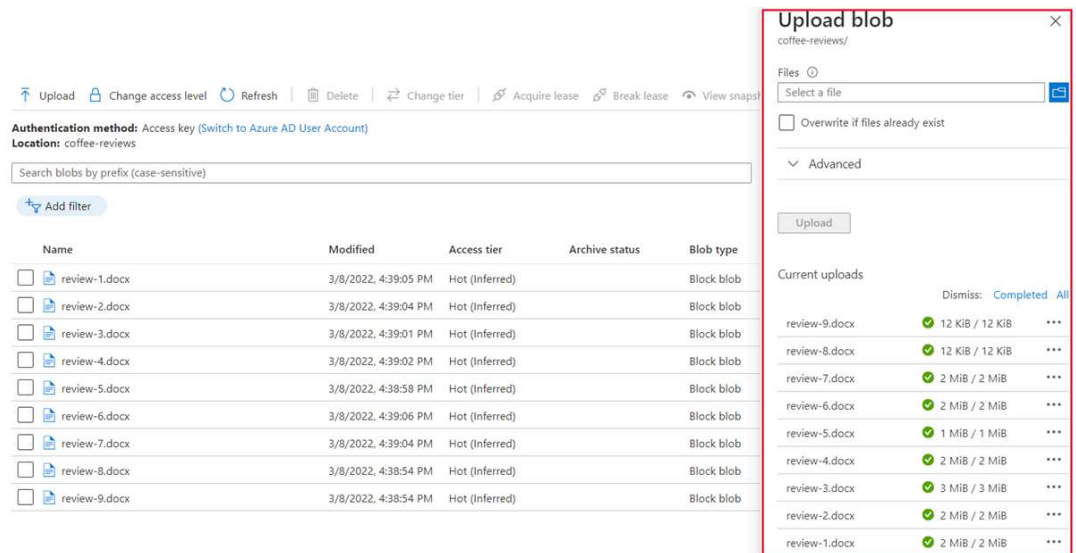 Upload Change access level Refresh Delete Change tier Acquire lease Break lease View snaps
Authentication method: Access key (Switch to Azure AD User Account)
Location: coffee-reviews
Search blobs by prefix (case-sensitive)
Add filter
Name Modified Access tier Archive status Blob type
review-1.docx 3/8/2022, 4:39:05 PM Hot (Inferred) Block blob
review-2.docx 3/8/2022, 4:39:04 PM Hot (Inferred) Block blob
review-3.docx 3/8/2022, 4:39:01 PM Hot (Inferred) Block blob
review-4.docx 3/8/2022, 4:39:02 PM Hot (Inferred) Block blob
review-5.docx 3/8/2022, 4:38:58 PM Hot (Inferred) Block blob
review-6.docx 3/8/2022, 4:39:06 PM Hot (Inferred) Block blob
review-7.docx 3/8/2022, 4:39:04 PM Hot (Inferred) Block blob
review-8.docx 3/8/2022, 4:38:54 PM Hot (Inferred) Block blob
review-9.docx 3/8/2022, 4:38:54 PM Hot (Inferred) Block blob
Upload blob
coffee-reviews/
Files
Select a file
Overwrite if files already exist
Advanced
Upload
Current uploads
Dismiss: Completed All
review-9.docx 12 KiB / 12 KiB
review-8.docx 12 KiB / 12 KiB
review-7.docx 2 MiB / 2 MiB
review-6.docx 2 MiB / 2 MiB
review-5.docx 1 MiB / 1 MiB
review-4.docx 2 MiB / 2 MiB
review-3.docx 3 MiB / 3 MiB
review-2.docx 2 MiB / 2 MiB
review-1.docx 2 MiB / 2 MiB